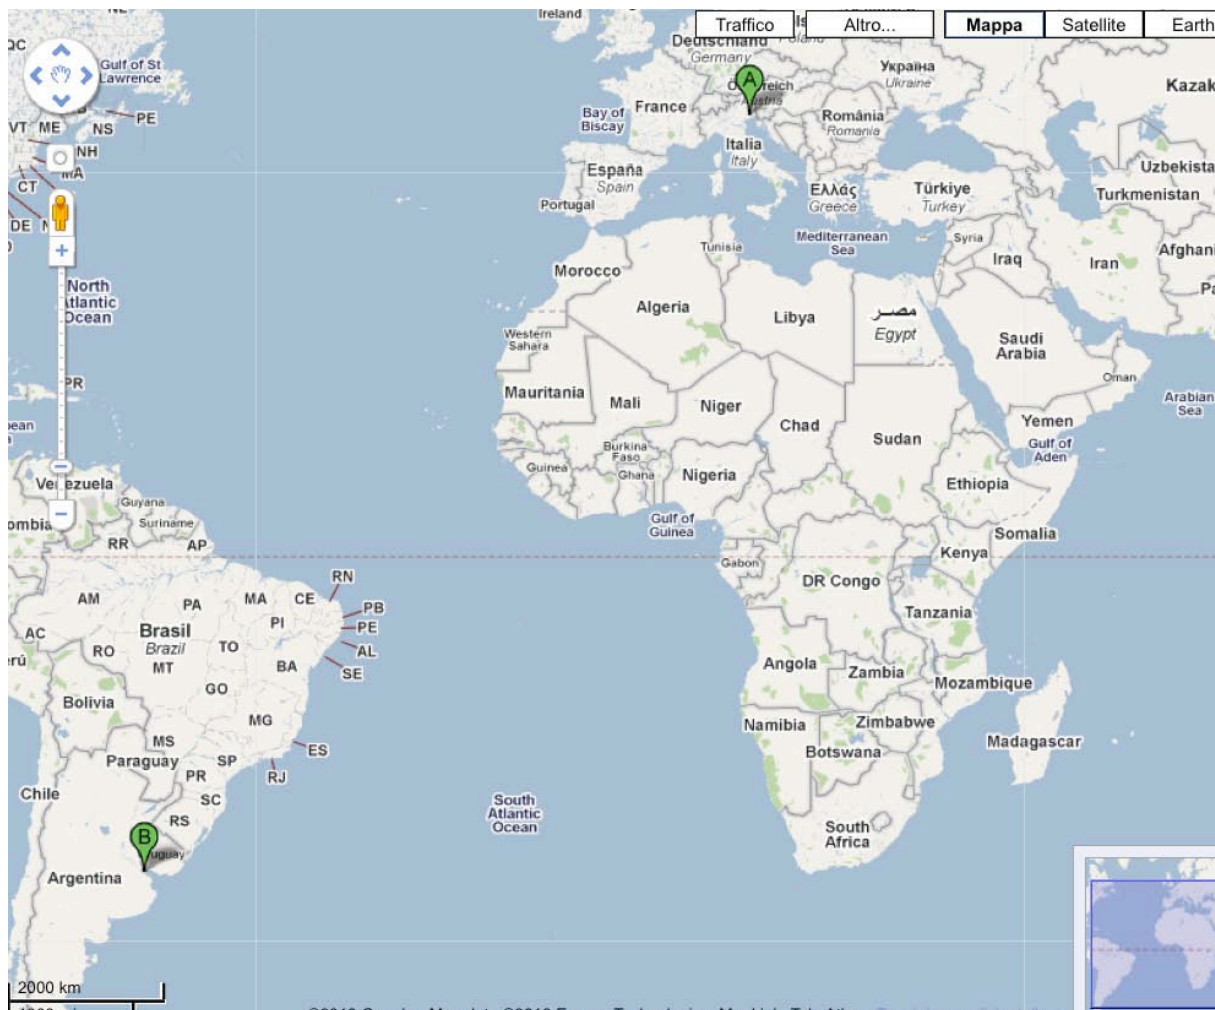 Ireland
Traffico
Altro...
Mappa
Satellite
Earth
Deutschland
Germany
Poland
QC
Gulf of St
Lawrence
Україна
Ukraine
Kazak
Austria
France
PE
Bay of
Biscay
România
Romania
VT
ME
NS
NH
MA
Italia
Italy
Uzbekista
España
Spain
Portugal
CT
Ελλάς
Greece
Türkiye
Turkey
Turkmenistan
DE
Mediterranean
Sea
Tunisia
Syria
Iraq
Iran
Afghani
Morocco
North
Atlantic
Ocean
Algeria
Libya
مصر
Egypt
Western
Sahara
Saudi
Arabia
PR
Oman
Mauritania
Mali
Niger
Chad
Sudan
Yemen
Arabian
Sea
Gulf of
Aden
Burkina
Faso
Guinea
Ghana
Nigeria
Ethiopia
Venezuela
Guyana
Suriname
Gulf of
Guinea
Somalia
RR
AP
Gabon
Kenya
DR Congo
RN
AM
PA
MA
CE
PB
PI
PE
Tanzania
AC
Brasil
Brazil
RO
TO
AL
MT
BA
SE
Angola
Zambia
Mozambique
Bolivia
GO
MG
Namibia
Zimbabwe
MS
ES
Botswana
Madagascar
Paraguay
SP
PR
RJ
Chile
SC
South
Atlantic
Ocean
RS
South
Africa
A
B
Argentina
2000 km